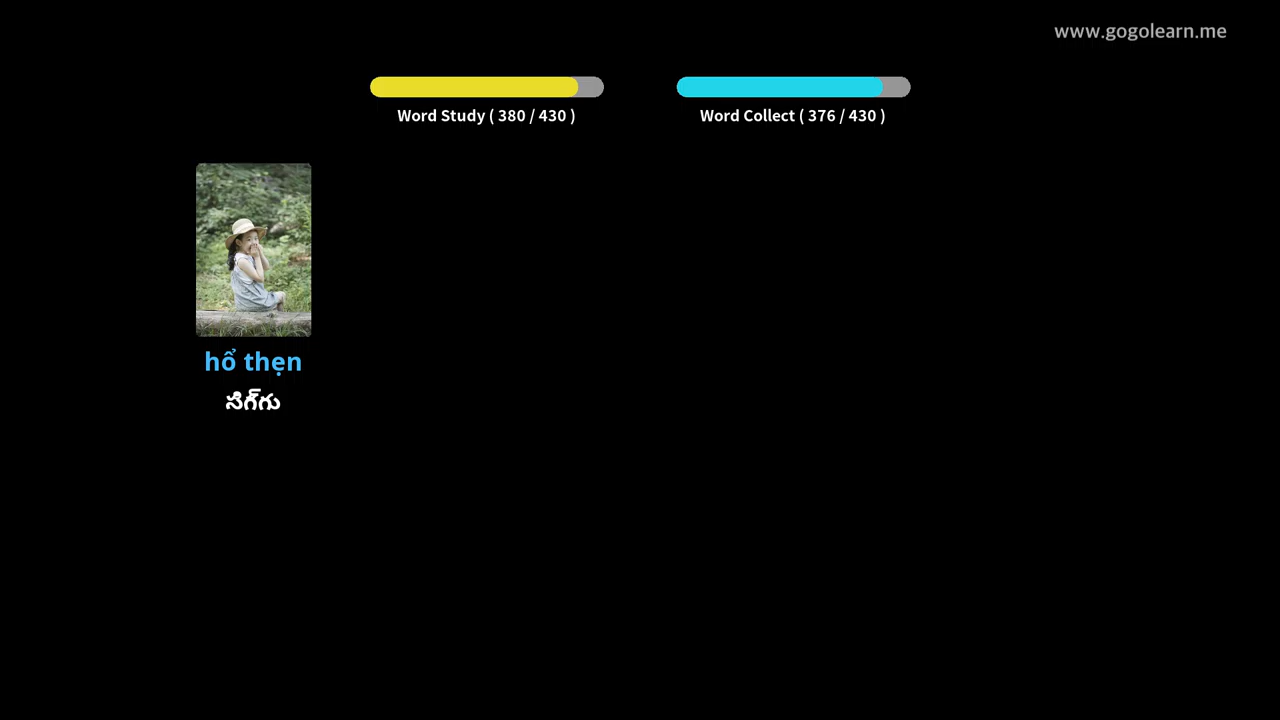 www.gogolearn.me
Word Study ( 380 / 430 )
Word Collect ( 376 / 430 )
hổ thẹn
సిగ్‌గు